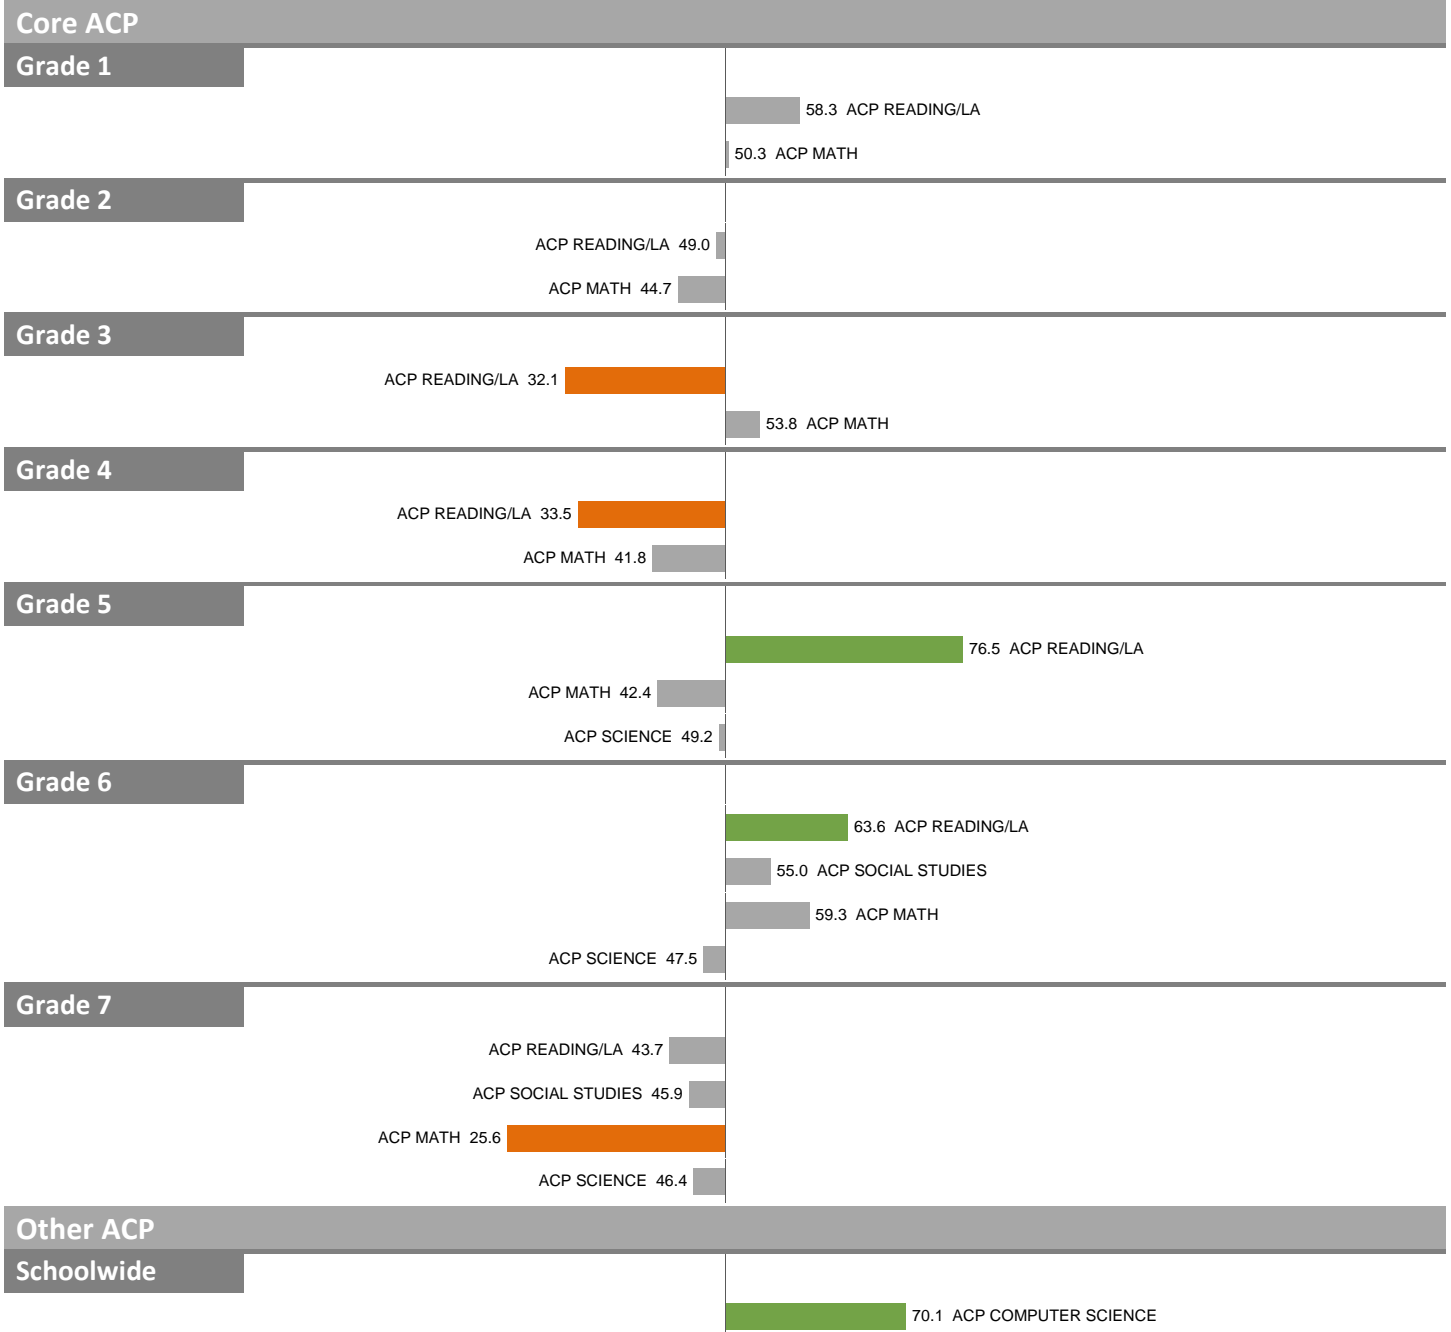 Core ACP
Grade 1
58.3 ACP READING/LA
50.3 ACP MATH
Grade 2
ACP READING/LA 49.0
ACP MATH 44.7
Grade 3
ACP READING/LA 32.1
53.8 ACP MATH
Grade 4
ACP READING/LA 33.5
ACP MATH 41.8
Grade 5
76.5 ACP READING/LA
ACP MATH 42.4
ACP SCIENCE 49.2
Grade 6
63.6 ACP READING/LA
55.0 ACP SOCIAL STUDIES
59.3 ACP MATH
ACP SCIENCE 47.5
Grade 7
ACP READING/LA 43.7
ACP SOCIAL STUDIES 45.9
ACP MATH 25.6
ACP SCIENCE 46.4
Other ACP
Schoolwide
70.1 ACP COMPUTER SCIENCE